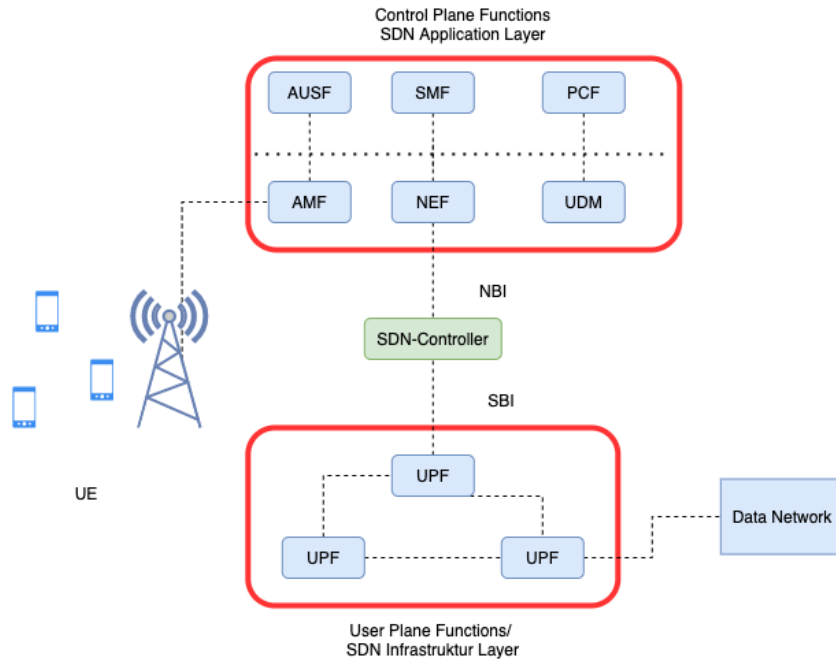 Control Plane Functions
SDN Application Layer
AUSF
SMF
PCF
AMF
NEF
UDM
NBI
SDN-Controller
SBI
UE
UPF
UPF
UPF
Data Network
User Plane Functions/
SDN Infrastruktur Layer